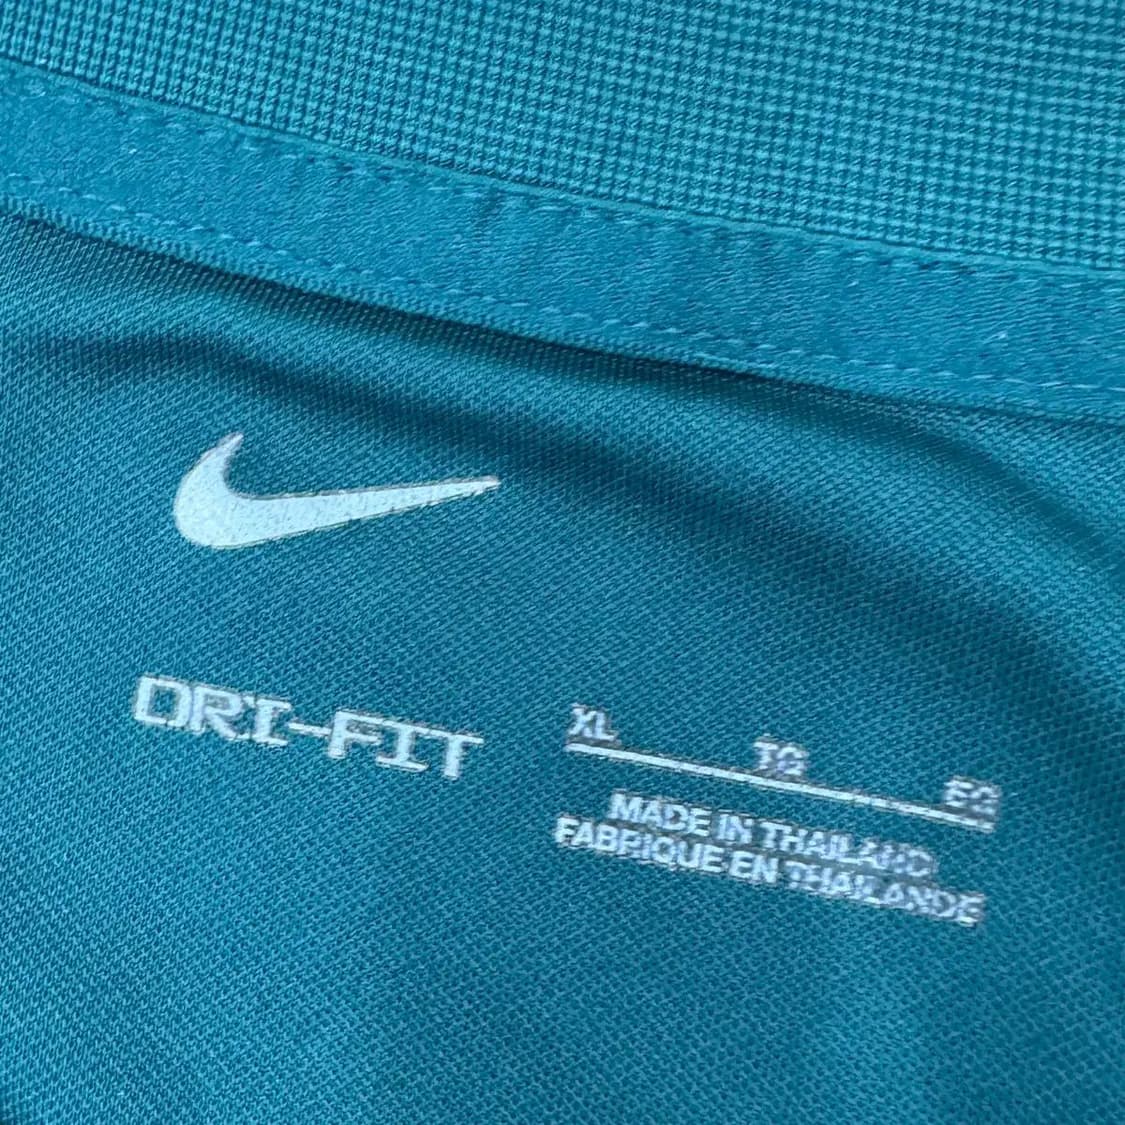 DRI-FIT
XL TG EG
MADE IN THAILAND
FABRIQUE EN THAILANDE